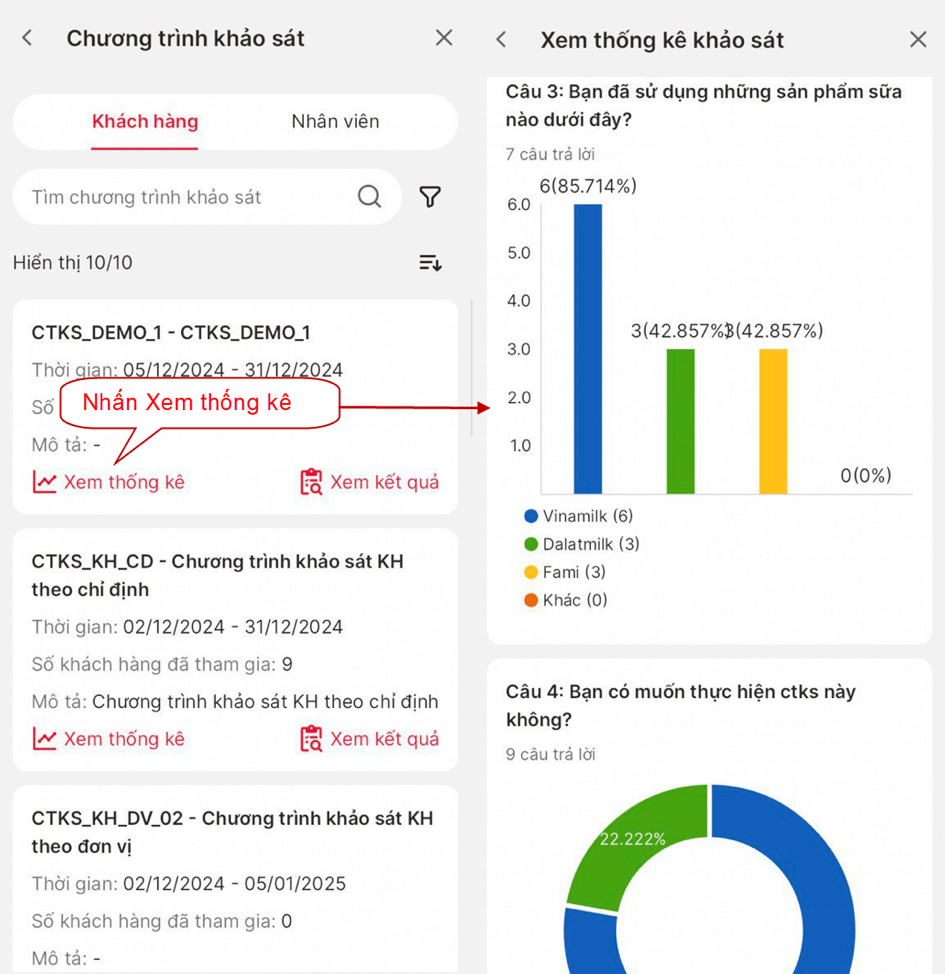 Chương trình khảo sát
Khách hàng
Nhân viên
Tìm chương trình khảo sát
Hiển thị 10/10
CTKS_DEMO_1 - CTKS_DEMO_1
Thời gian: 05/12/2024 - 31/12/2024
Số
Nhấn Xem thống kê
Mô tả: -
Xem thống kê
Xem kết quả
CTKS_KH_CD - Chương trình khảo sát KH
theo chỉ định
Thời gian: 02/12/2024 - 31/12/2024
Số khách hàng đã tham gia: 9
Mô tả: Chương trình khảo sát KH theo chỉ định
Xem thống kê
Xem kết quả
CTKS_KH_DV_02 - Chương trình khảo sát KH
theo đơn vị
Thời gian: 02/12/2024 - 05/01/2025
Số khách hàng đã tham gia: 0
Mô tả: -
Xem thống kê khảo sát
Câu 3: Bạn đã sử dụng những sản phẩm sữa
nào dưới đây?
7 câu trả lời
6(85.714%)
6.0
5.0
4.0
3(42.857%)
3(42.857%)
3.0
2.0
1.0
0(0%)
Vinamilk (6)
Dalatmilk (3)
Fami (3)
Khác (0)
Câu 4: Bạn có muốn thực hiện ctks này
không?
9 câu trả lời
22.222%